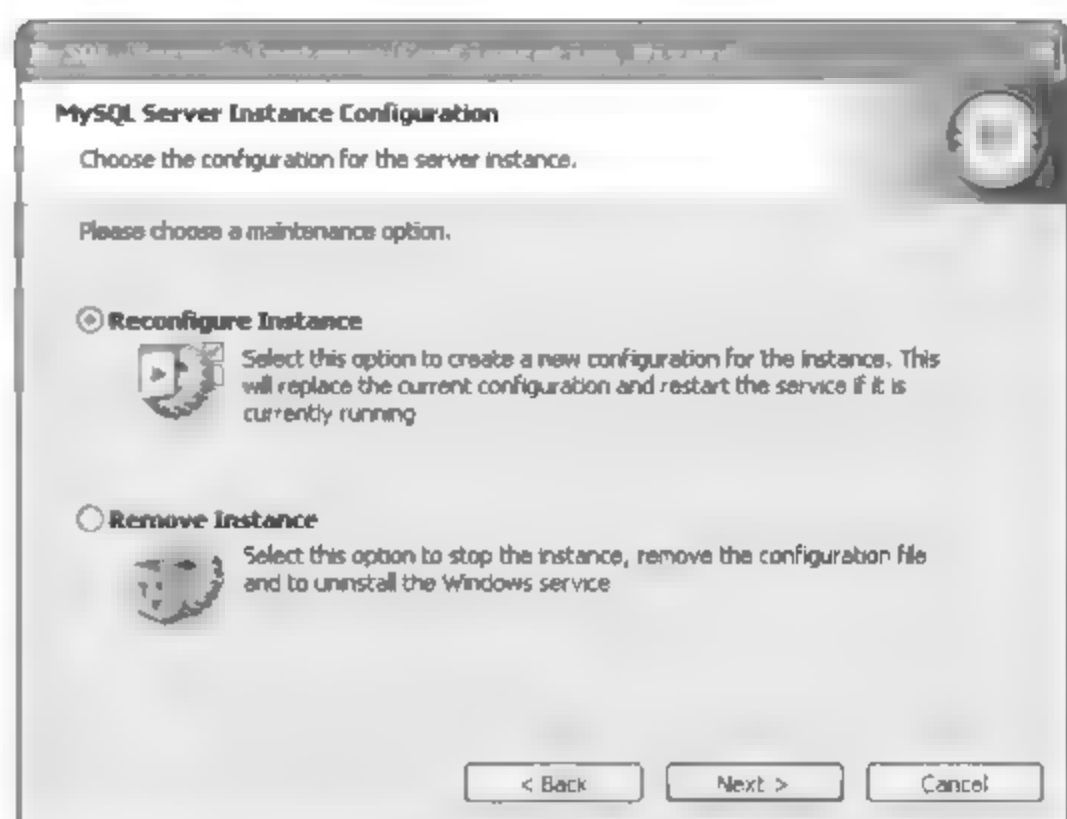 MySQL Server Instance Configuration
Choose the configuration for the server instance.
Please choose a maintenance option.
Reconfigure Instance
Select this option to create a new configuration for the instance. This
will replace the current configuration and restart the service if it is
currently running
Remove Instance
Select this option to stop the instance, remove the configuration file
and to uninstall the Windows service
< Back
Next >
Cancel